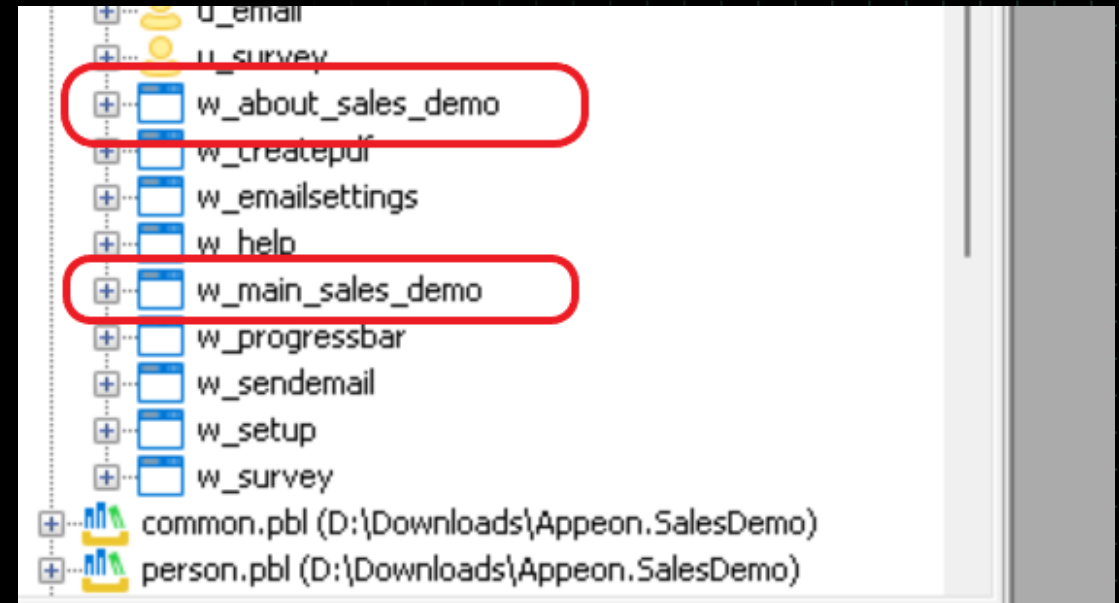 u_email
u_survey
w_about_sales_demo
w_createpdf
w_emailsettings
w_help
w_main_sales_demo
w_progressbar
w_sendemail
w_setup
w_survey
common.pbl (D:\Downloads\Appeon.SalesDemo)
person.pbl (D:\Downloads\Appeon.SalesDemo)